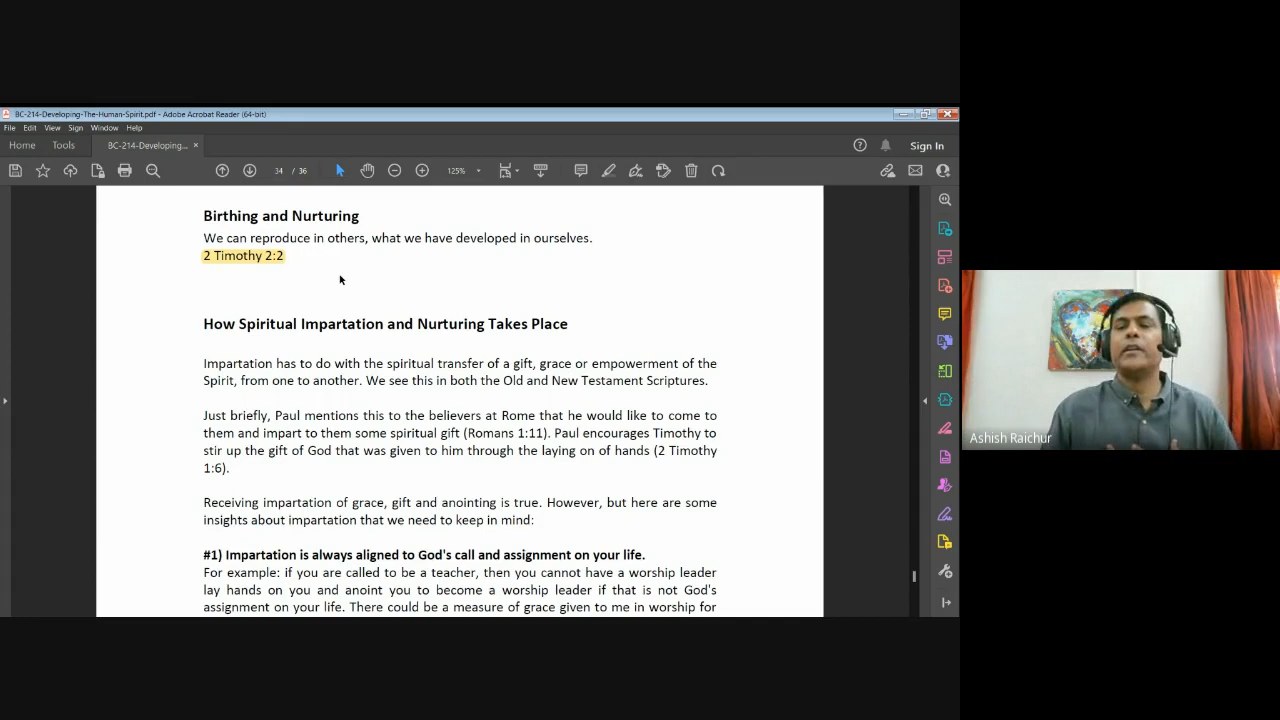 BC-214-Developing-The-Human-Spirit.pdf - Adobe Acrobat Reader (64-bit)
File Edit View Sign Window Help
Home Tools BC-214-Developing... × Sign In
34 / 36 125%
Birthing and Nurturing
We can reproduce in others, what we have developed in ourselves.
2 Timothy 2:2
How Spiritual Impartation and Nurturing Takes Place
Impartation has to do with the spiritual transfer of a gift, grace or empowerment of the
Spirit, from one to another. We see this in both the Old and New Testament Scriptures.
Just briefly, Paul mentions this to the believers at Rome that he would like to come to
them and impart to them some spiritual gift (Romans 1:11). Paul encourages Timothy to
stir up the gift of God that was given to him through the laying on of hands (2 Timothy
1:6).
Receiving impartation of grace, gift and anointing is true. However, but here are some
insights about impartation that we need to keep in mind:
#1) Impartation is always aligned to God's call and assignment on your life.
For example: if you are called to be a teacher, then you cannot have a worship leader
lay hands on you and anoint you to become a worship leader if that is not God's
assignment on your life. There could be a measure of grace given to me in worship for
Ashish Raichur